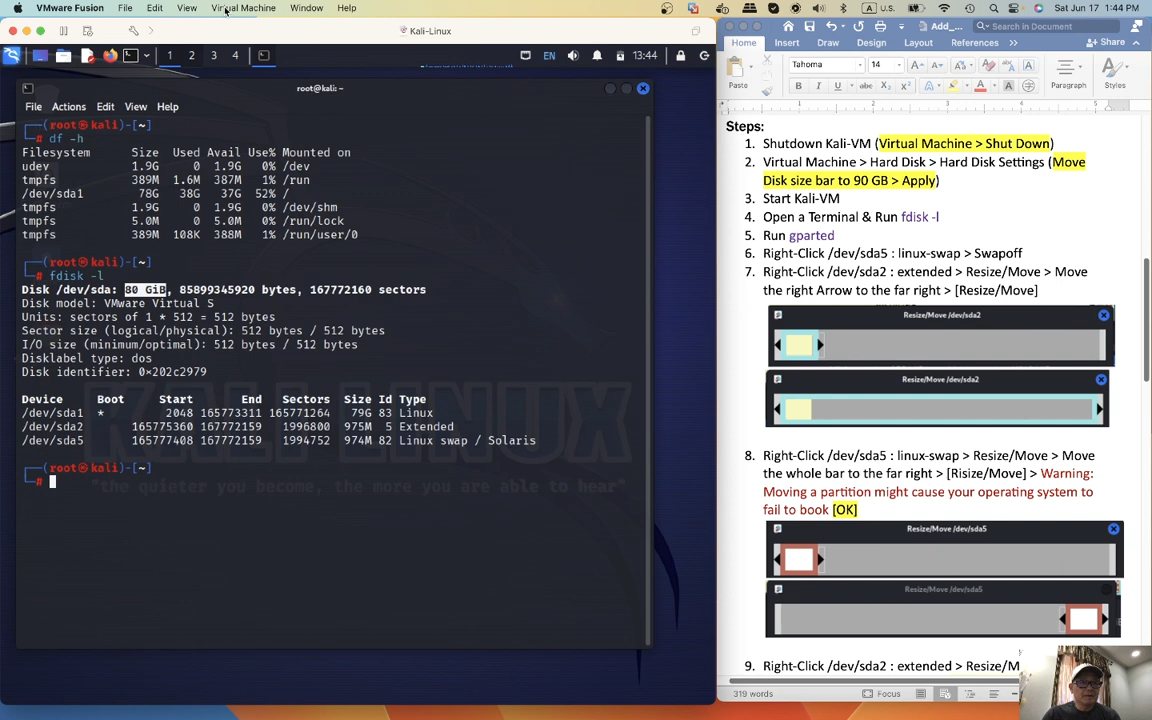 VMware Fusion File Edit View Virtual Machine Window Help
A U.S. Sat Jun 17 1:44 PM
Kali-Linux
1 2 3 4
EN 13:44
root@kali: ~
File Actions Edit View Help
┌──(root㉿kali)-[~]
└─# df -h
Filesystem Size Used Avail Use% Mounted on
udev 1.9G 0 1.9G 0% /dev
tmpfs 389M 1.6M 387M 1% /run
/dev/sda1 78G 38G 37G 52% /
tmpfs 1.9G 0 1.9G 0% /dev/shm
tmpfs 5.0M 0 5.0M 0% /run/lock
tmpfs 389M 108K 388M 1% /run/user/0
┌──(root㉿kali)-[~]
└─# fdisk -l
Disk /dev/sda: 80 GiB, 85899345920 bytes, 167772160 sectors
Disk model: VMware Virtual S
Units: sectors of 1 * 512 = 512 bytes
Sector size (logical/physical): 512 bytes / 512 bytes
I/O size (minimum/optimal): 512 bytes / 512 bytes
Disklabel type: dos
Disk identifier: 0×202c2979
Device Boot Start End Sectors Size Id Type
/dev/sda1 * 2048 165773311 165771264 79G 83 Linux
/dev/sda2 165775360 167772159 1996800 975M 5 Extended
/dev/sda5 165777408 167772159 1994752 974M 82 Linux swap / Solaris
┌──(root㉿kali)-[~]
└─#
KALI LINUX
"the quieter you become, the more you are able to hear"
Add_... Search in Document
Home Insert Draw Design Layout References Share
Paste Tahoma 14 Paragraph Styles
B I U abc X₂ X² A A
1 2 3 4 5
Steps:
1. Shutdown Kali-VM (Virtual Machine > Shut Down)
2. Virtual Machine > Hard Disk > Hard Disk Settings (Move
Disk size bar to 90 GB > Apply)
3. Start Kali-VM
4. Open a Terminal & Run fdisk -l
5. Run gparted
6. Right-Click /dev/sda5 : linux-swap > Swapoff
7. Right-Click /dev/sda2 : extended > Resize/Move > Move
the right Arrow to the far right > [Resize/Move]
Resize/Move /dev/sda2
Resize/Move /dev/sda2
8. Right-Click /dev/sda5 : linux-swap > Resize/Move > Move
the whole bar to the far right > [Risize/Move] > Warning:
Moving a partition might cause your operating system to
fail to book [OK]
Resize/Move /dev/sda5
Resize/Move /dev/sda5
9. Right-Click /dev/sda2 : extended > Resize/M
319 words Focus